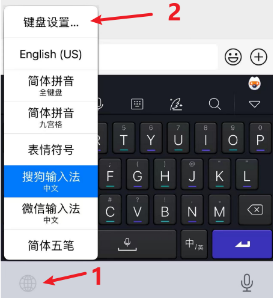 键盘设置...
2
English (US)
简体拼音
全键盘
简体拼音
九宫格
表情符号
搜狗输入法
中文
微信输入法
中文
简体五笔
T Y U I O P
F G H J K L
C V B N M
中/英
1